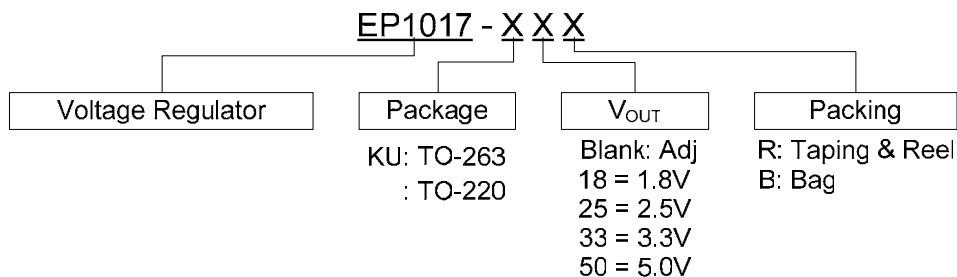 EP1017 - X X X
Voltage Regulator
Package
KU: TO-263
: TO-220
VOUT
Blank: Adj
18 = 1.8V
25 = 2.5V
33 = 3.3V
50 = 5.0V
Packing
R: Taping & Reel
B: Bag